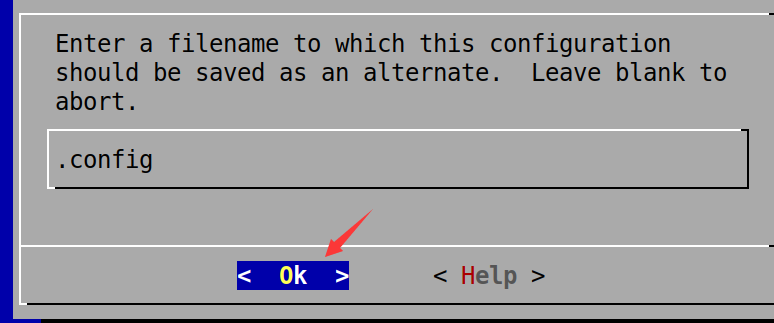 Enter a filename to which this configuration
should be saved as an alternate.  Leave blank to
abort.
.config
<  Ok  >      < Help >